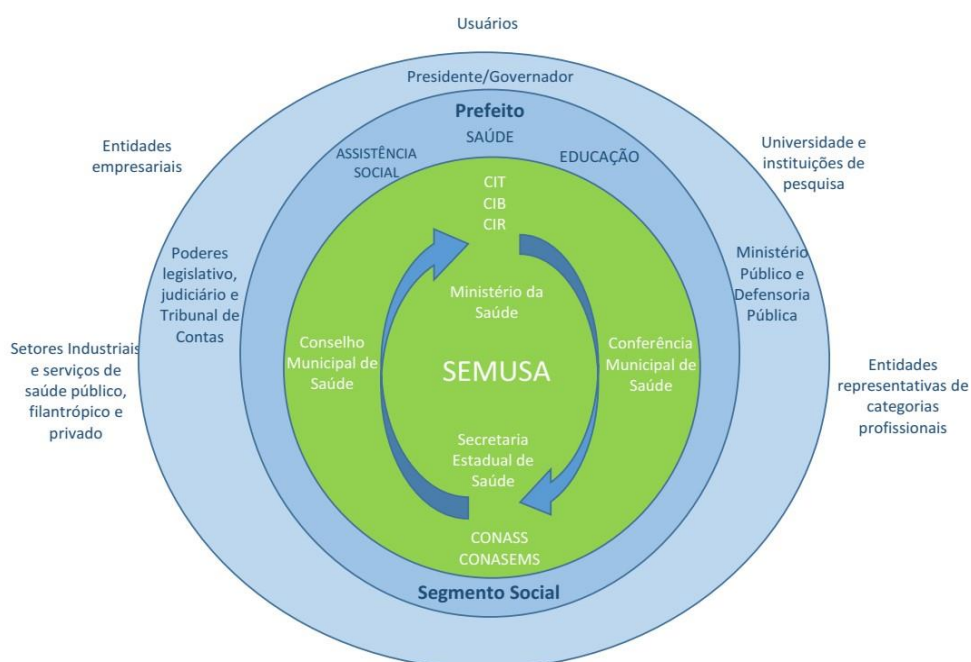 Usuários
Presidente/Governador
Prefeito
SAÚDE
ASSISTÊNCIA
SOCIAL
EDUCAÇÃO
Entidades
empresariais
Universidade e
instituições de
pesquisa
CIT
CIB
CIR
Poderes
legislativo,
judiciário e
Tribunal de
Contas
Ministério
Público e
Defensoria
Pública
Ministério da
Saúde
Setores Industriais
e serviços de
saúde público,
filantrópico e
privado
Conselho
Municipal de
Saúde
SEMUSA
Conferência
Municipal de
Saúde
Entidades
representativas de
categorias
profissionais
Secretaria
Estadual de
Saúde
CONASS
CONASEMS
Segmento Social